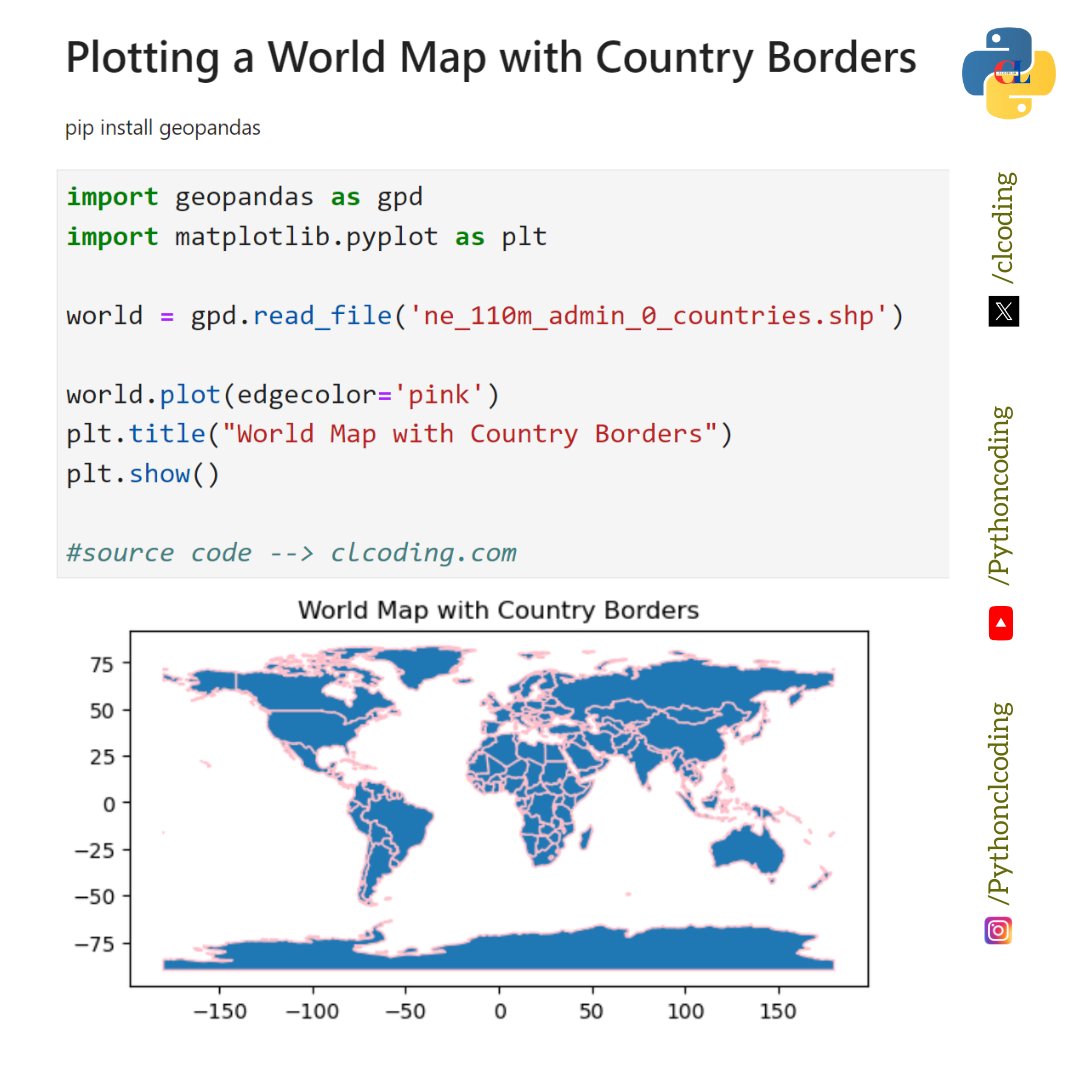 Plotting a World Map with Country Borders
pip install geopandas
import geopandas as gpd
import matplotlib.pyplot as plt
world = gpd.read_file('ne_110m_admin_0_countries.shp')
world.plot(edgecolor='pink')
plt.title("World Map with Country Borders")
plt.show()
#source code --> clcoding.com
World Map with Country Borders
75
50
25
0
−25
−50
−75
−150 −100 −50 0 50 100 150
CL
/clcoding
/Pythoncoding
/Pythonclcoding